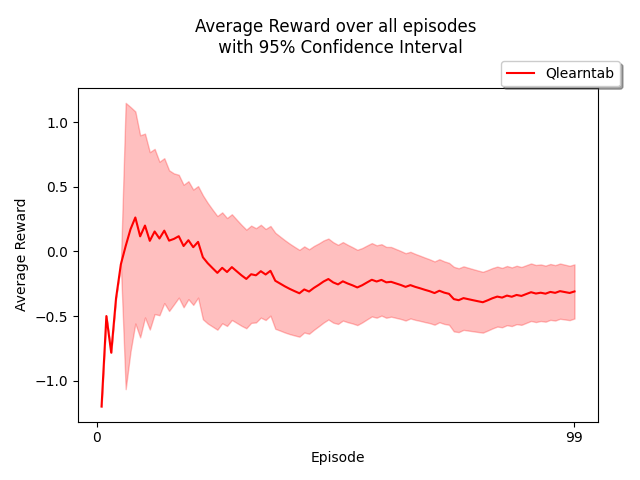 Average Reward over all episodes
with 95% Confidence Interval
Qlearntab
1.0
0.5
0.0
−0.5
−1.0
Average Reward
0
99
Episode